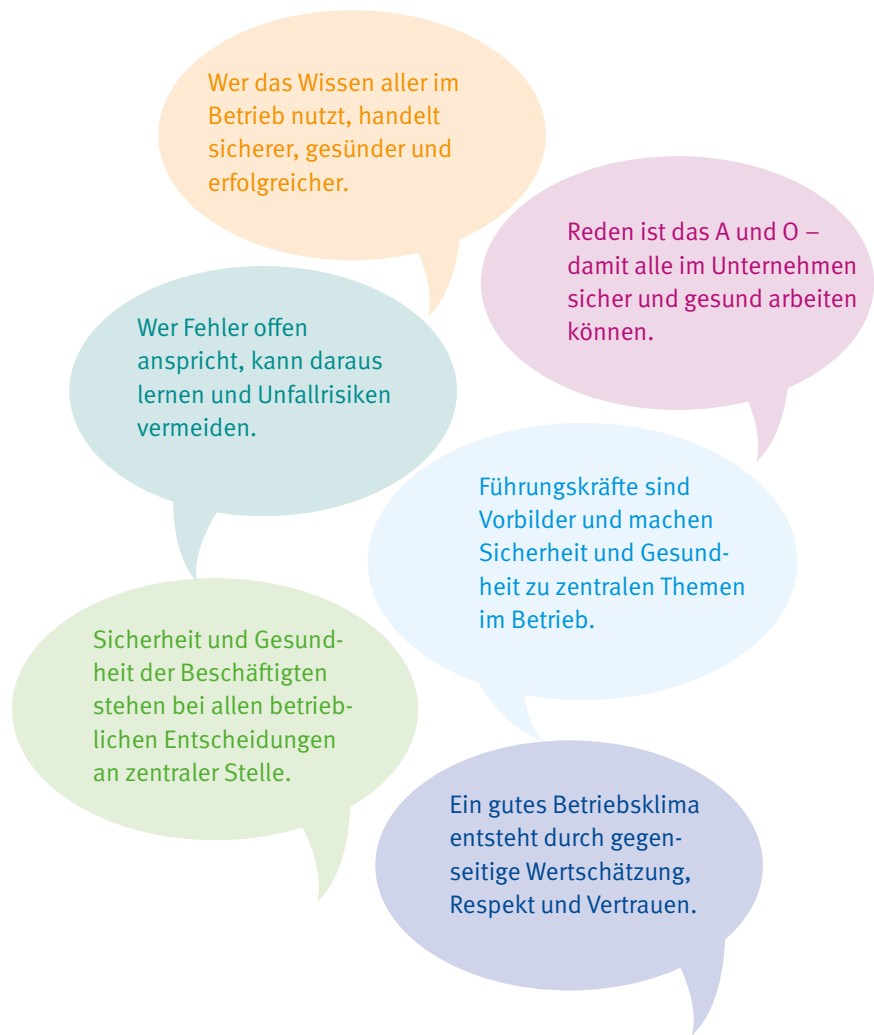 Wer das Wissen aller im
Betrieb nutzt, handelt
sicherer, gesünder und
erfolgreicher.
Reden ist das A und O –
damit alle im Unternehmen
sicher und gesund arbeiten
können.
Wer Fehler offen
anspricht, kann daraus
lernen und Unfallrisiken
vermeiden.
Führungskräfte sind
Vorbilder und machen
Sicherheit und Gesund-
heit zu zentralen Themen
im Betrieb.
Sicherheit und Gesund-
heit der Beschäftigten
stehen bei allen betrieb-
lichen Entscheidungen
an zentraler Stelle.
Ein gutes Betriebsklima
entsteht durch gegen-
seitige Wertschätzung,
Respekt und Vertrauen.